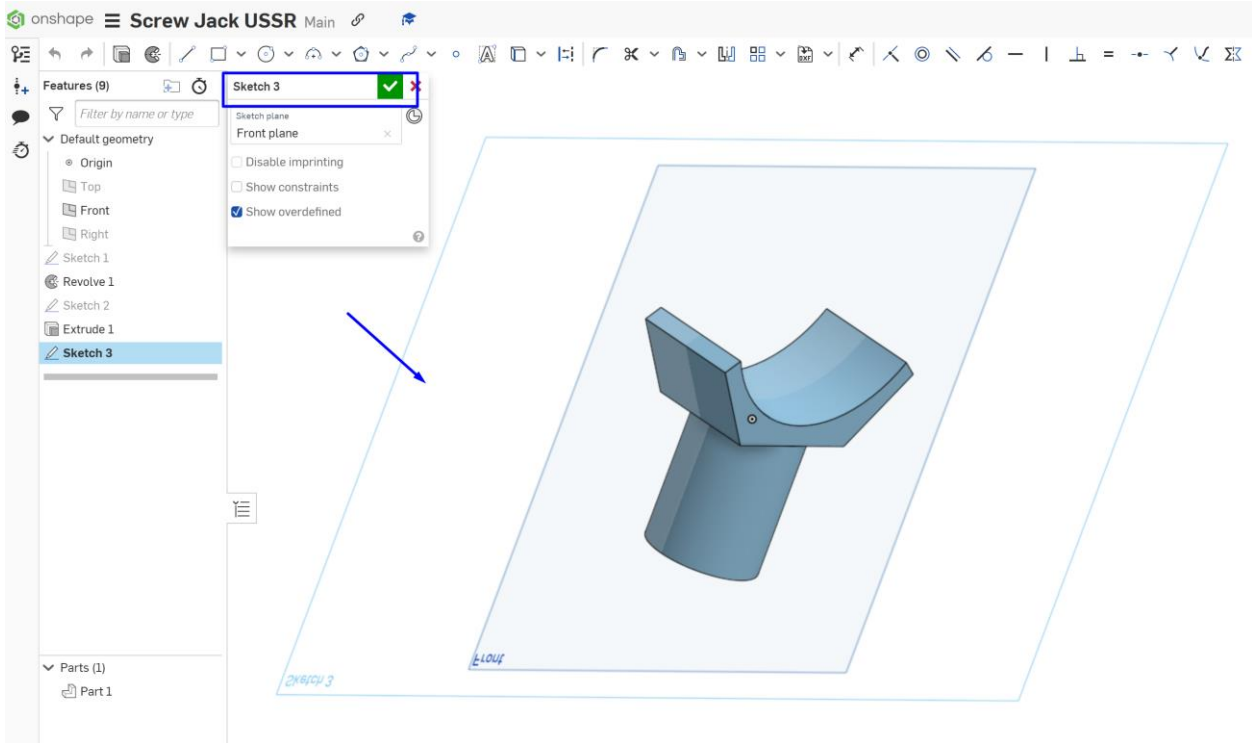 onshape Screw Jack USSR Main
Features (9)
Filter by name or type
Default geometry
Origin
Top
Front
Right
Sketch 1
Revolve 1
Sketch 2
Extrude 1
Sketch 3
Parts (1)
Part 1
Sketch 3
Sketch plane
Front plane
Disable imprinting
Show constraints
Show overdefined
Front
Sketch 3